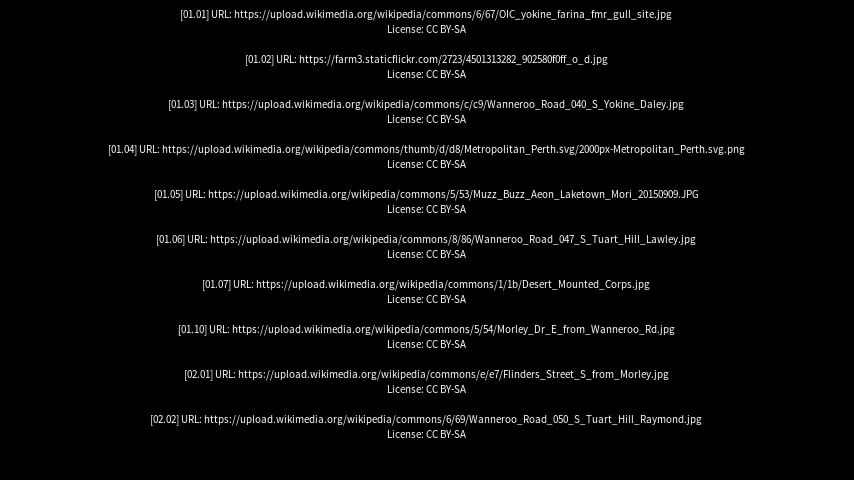 [01.01] URL: https://upload.wikimedia.org/wikipedia/commons/6/67/OIC_yokine_farina_fmr_gull_site.jpg
License: CC BY-SA
[01.02] URL: https://farm3.staticflickr.com/2723/4501313282_902580f0ff_o_d.jpg
License: CC BY-SA
[01.03] URL: https://upload.wikimedia.org/wikipedia/commons/c/c9/Wanneroo_Road_040_S_Yokine_Daley.jpg
License: CC BY-SA
[01.04] URL: https://upload.wikimedia.org/wikipedia/commons/thumb/d/d8/Metropolitan_Perth.svg/2000px-Metropolitan_Perth.svg.png
License: CC BY-SA
[01.05] URL: https://upload.wikimedia.org/wikipedia/commons/5/53/Muzz_Buzz_Aeon_Laketown_Mori_20150909.JPG
License: CC BY-SA
[01.06] URL: https://upload.wikimedia.org/wikipedia/commons/8/86/Wanneroo_Road_047_S_Tuart_Hill_Lawley.jpg
License: CC BY-SA
[01.07] URL: https://upload.wikimedia.org/wikipedia/commons/1/1b/Desert_Mounted_Corps.jpg
License: CC BY-SA
[01.10] URL: https://upload.wikimedia.org/wikipedia/commons/5/54/Morley_Dr_E_from_Wanneroo_Rd.jpg
License: CC BY-SA
[02.01] URL: https://upload.wikimedia.org/wikipedia/commons/e/e7/Flinders_Street_S_from_Morley.jpg
License: CC BY-SA
[02.02] URL: https://upload.wikimedia.org/wikipedia/commons/6/69/Wanneroo_Road_050_S_Tuart_Hill_Raymond.jpg
License: CC BY-SA